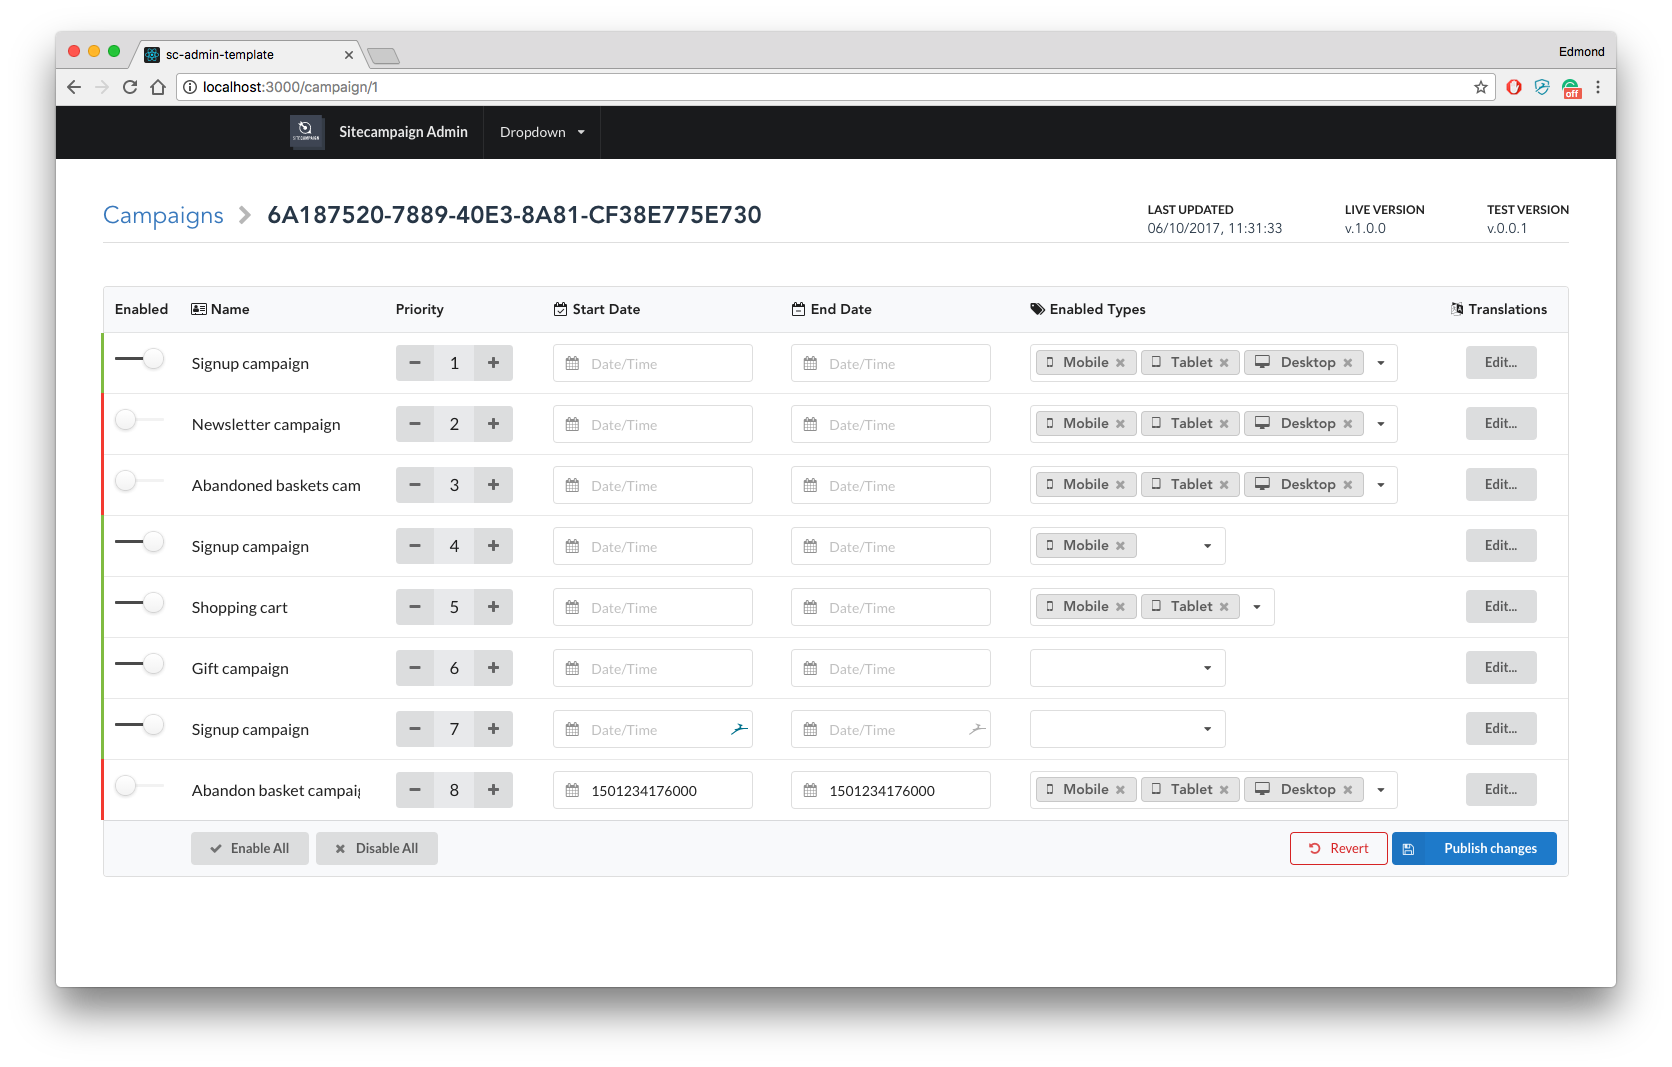 sc-admin-template
Edmond
localhost:3000/campaign/1
off
SITECAMPAIGN
Sitecampaign Admin
Dropdown
Campaigns
6A187520-7889-40E3-8A81-CF38E775E730
LAST UPDATED
06/10/2017, 11:31:33
LIVE VERSION
v.1.0.0
TEST VERSION
v.0.0.1
Enabled Name Priority Start Date End Date Enabled Types Translations
Signup campaign 1 Date/Time Date/Time Mobile Tablet Desktop Edit...
Newsletter campaign 2 Date/Time Date/Time Mobile Tablet Desktop Edit...
Abandoned baskets cam 3 Date/Time Date/Time Mobile Tablet Desktop Edit...
Signup campaign 4 Date/Time Date/Time Mobile Edit...
Shopping cart 5 Date/Time Date/Time Mobile Tablet Edit...
Gift campaign 6 Date/Time Date/Time Edit...
Signup campaign 7 Date/Time Date/Time Edit...
Abandon basket campaig 8 1501234176000 1501234176000 Mobile Tablet Desktop Edit...
Enable All Disable All Revert Publish changes